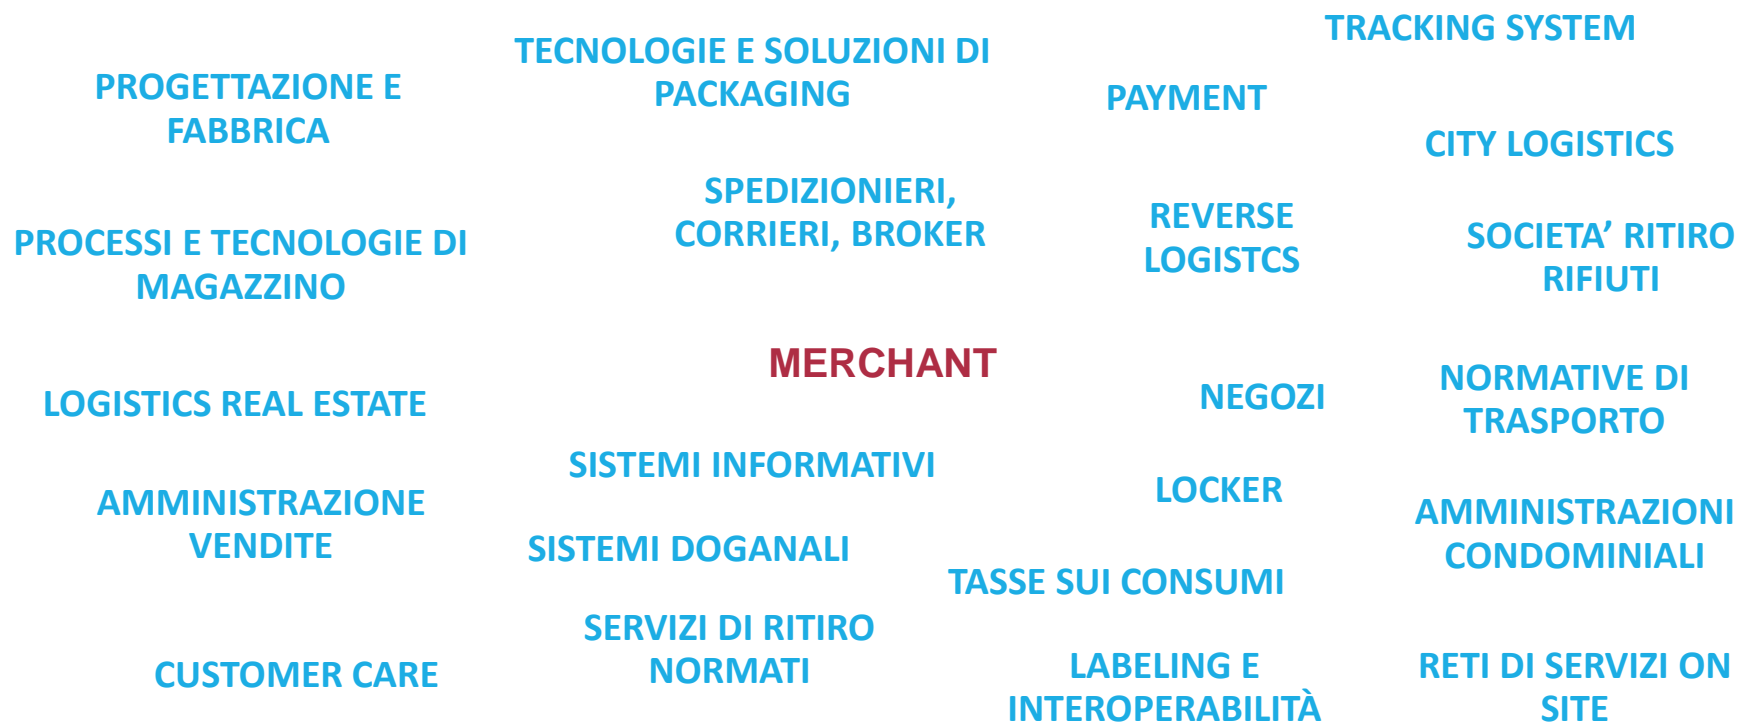 TRACKING SYSTEM
TECNOLOGIE E SOLUZIONI DI
PACKAGING
PROGETTAZIONE E
FABBRICA
PAYMENT
CITY LOGISTICS
SPEDIZIONIERI,
CORRIERI, BROKER
REVERSE
LOGISTCS
SOCIETA’ RITIRO
RIFIUTI
PROCESSI E TECNOLOGIE DI
MAGAZZINO
MERCHANT
LOGISTICS REAL ESTATE
NEGOZI
NORMATIVE DI
TRASPORTO
SISTEMI INFORMATIVI
LOCKER
AMMINISTRAZIONE
VENDITE
AMMINISTRAZIONI
CONDOMINIALI
SISTEMI DOGANALI
TASSE SUI CONSUMI
SERVIZI DI RITIRO
NORMATI
CUSTOMER CARE
LABELING E
INTEROPERABILITÀ
RETI DI SERVIZI ON
SITE